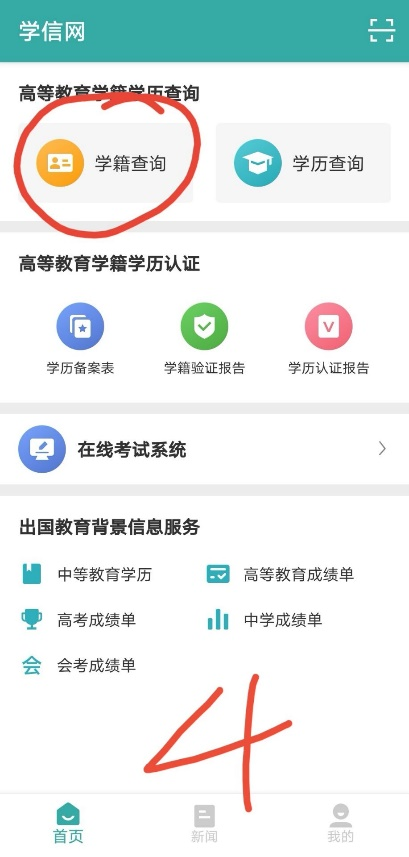 学信网
高等教育学籍学历查询
学籍查询 学历查询
高等教育学籍学历认证
学历备案表 学籍验证报告 学历认证报告
在线考试系统
出国教育背景信息服务
中等教育学历 高等教育成绩单
高考成绩单 中学成绩单
会 会考成绩单
4
首页 新闻 我的